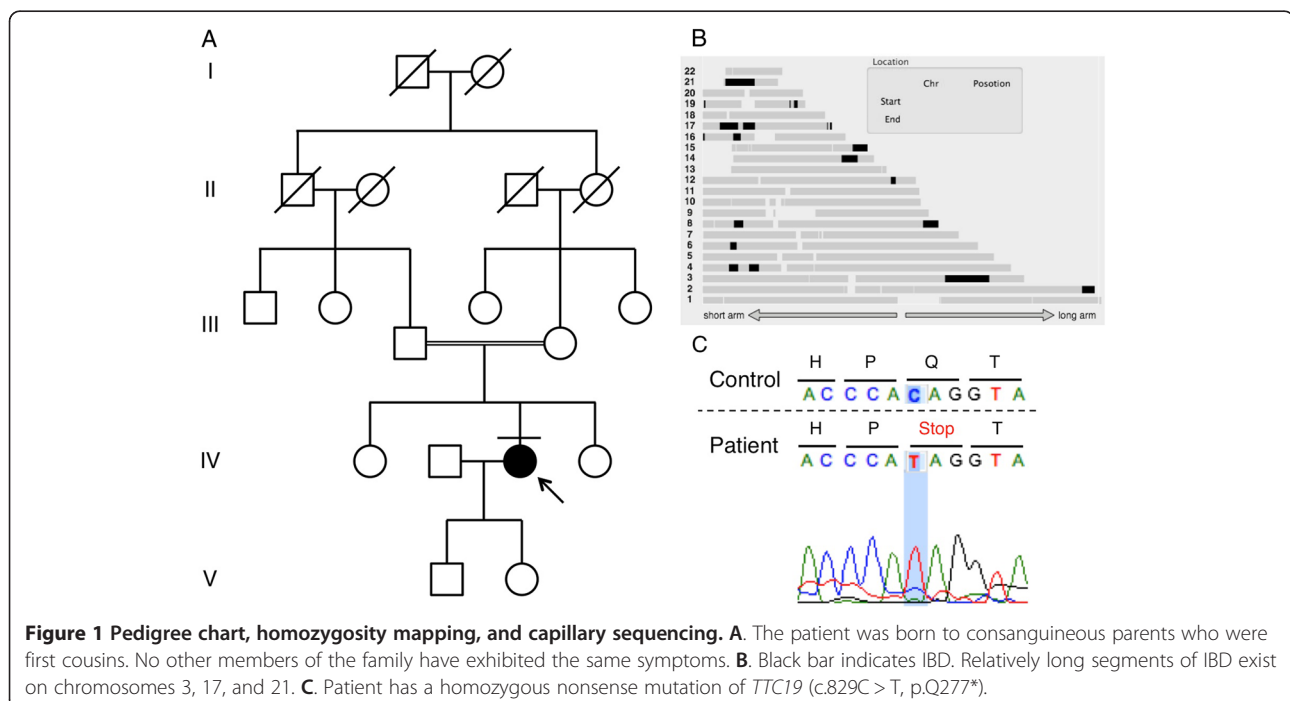 A
I
II
III
IV
V
B
Location
Chr Posotion
Start
End
22
21
20
19
18
17
16
15
14
13
12
11
10
9
8
7
6
5
4
3
2
1
short arm long arm
C
H P Q T
Control
A C C C A C A G G T A
H P Stop T
Patient
A C C C A T A G G T A
Figure 1 Pedigree chart, homozygosity mapping, and capillary sequencing. A. The patient was born to consanguineous parents who were
first cousins. No other members of the family have exhibited the same symptoms. B. Black bar indicates IBD. Relatively long segments of IBD exist
on chromosomes 3, 17, and 21. C. Patient has a homozygous nonsense mutation of TTC19 (c.829C > T, p.Q277*).